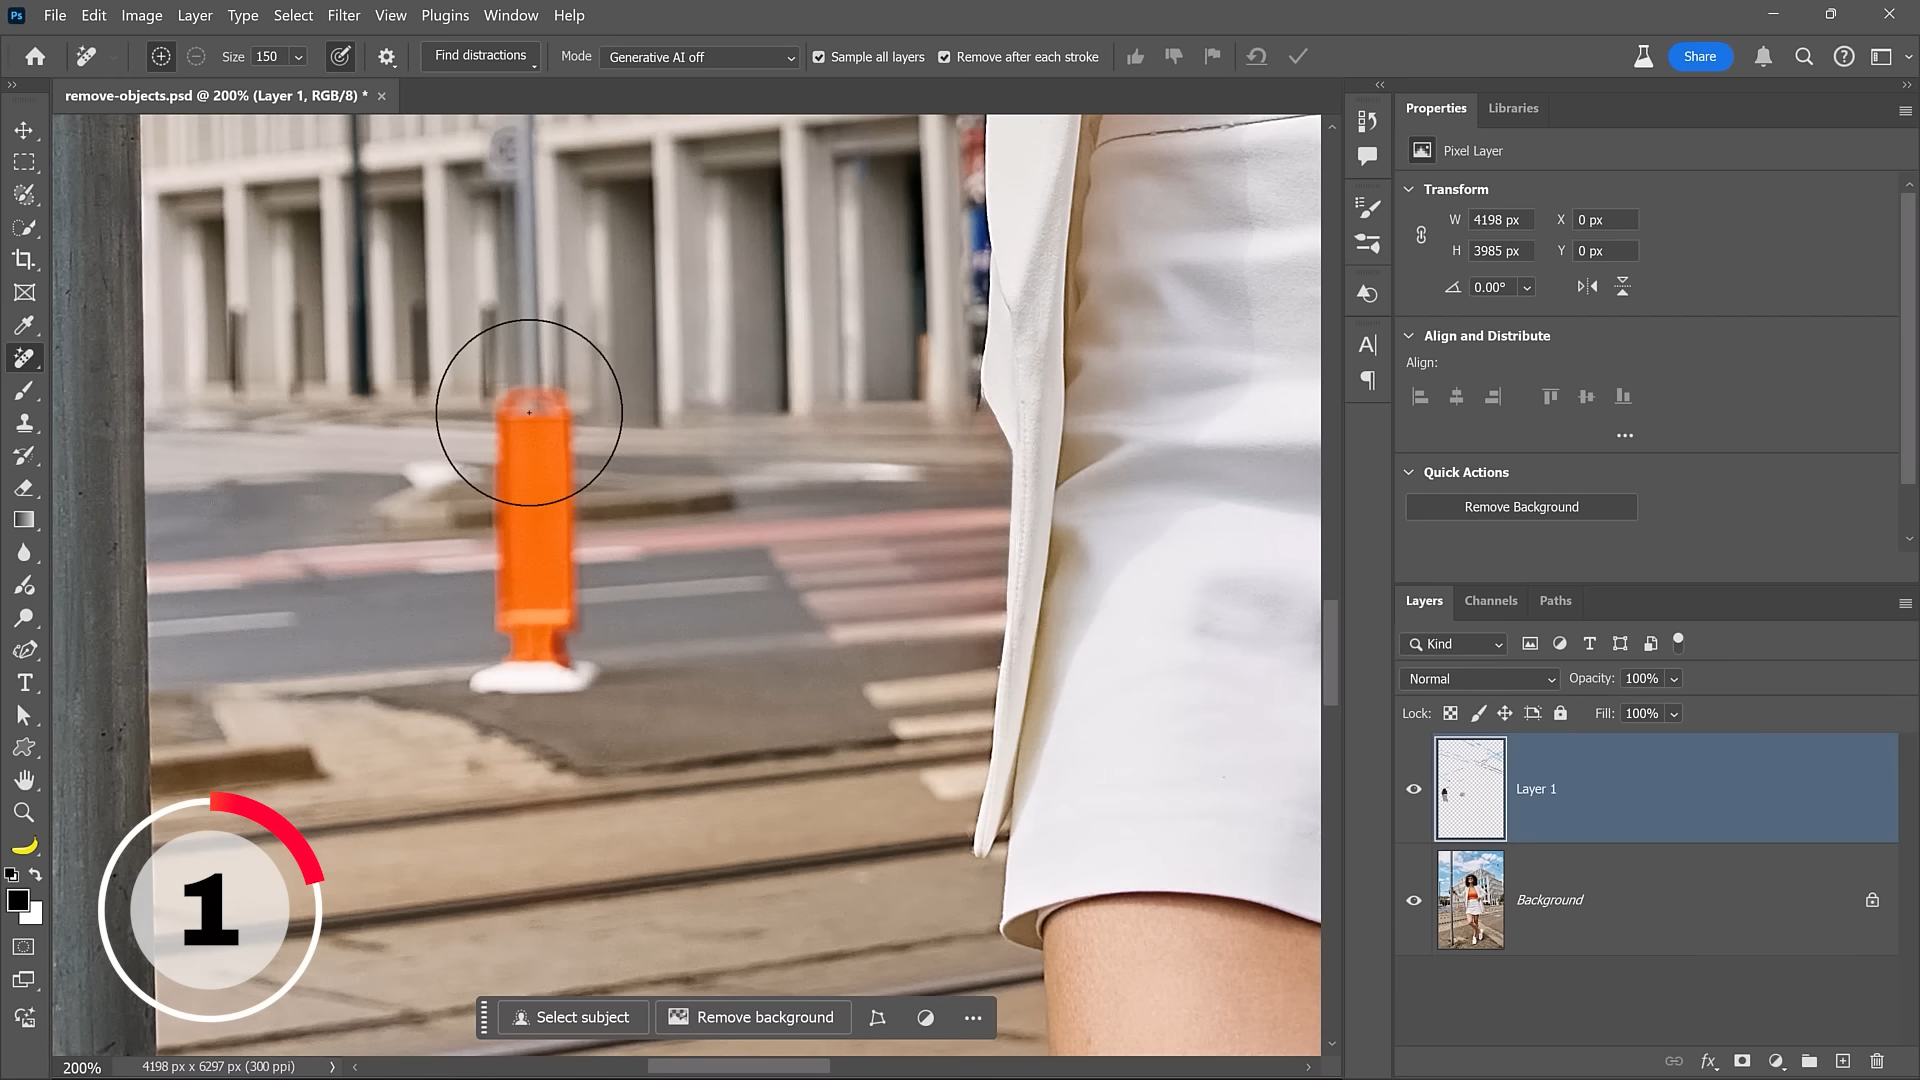 Ps File Edit Image Layer Type Select Filter View Plugins Window Help
Size 150 Find distractions Mode Generative AI off Sample all layers Remove after each stroke Share
remove-objects.psd @ 200% (Layer 1, RGB/8) *
Properties Libraries
Pixel Layer
Transform
W 4198 px X 0 px
H 3985 px Y 0 px
0.00°
Align and Distribute
Align:
Quick Actions
Remove Background
Layers Channels Paths
Kind
Normal Opacity: 100%
Lock: Fill: 100%
Layer 1
Background
1
Select subject Remove background
200% 4198 px x 6297 px (300 ppi)